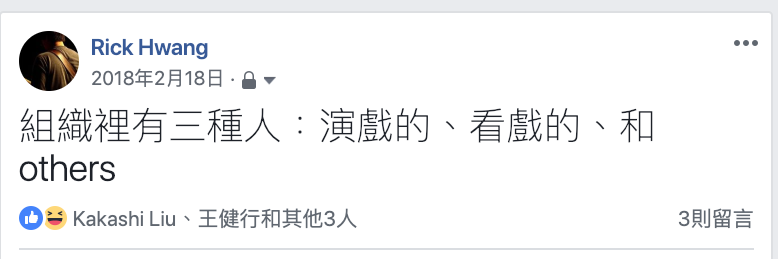 Rick Hwang
2018年2月18日 ·
組織裡有三種人：演戲的、看戲的、和
others
Kakashi Liu、王健行和其他3人
3則留言